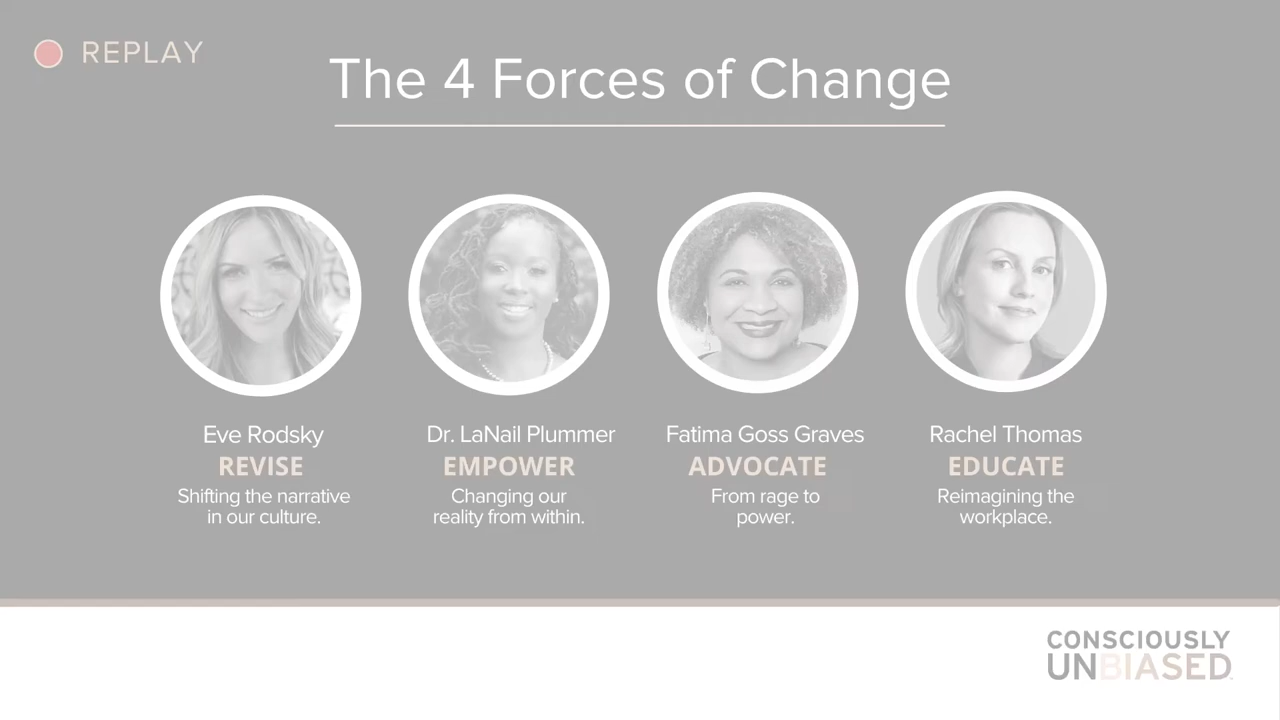 REPLAY
The 4 Forces of Change
Eve Rodsky
REVISE
Shifting the narrative
in our culture.
Dr. LaNail Plummer
EMPOWER
Changing our
reality from within.
Fatima Goss Graves
ADVOCATE
From rage to
power.
Rachel Thomas
EDUCATE
Reimagining the
workplace.
CONSCIOUSLY
UNBIASED